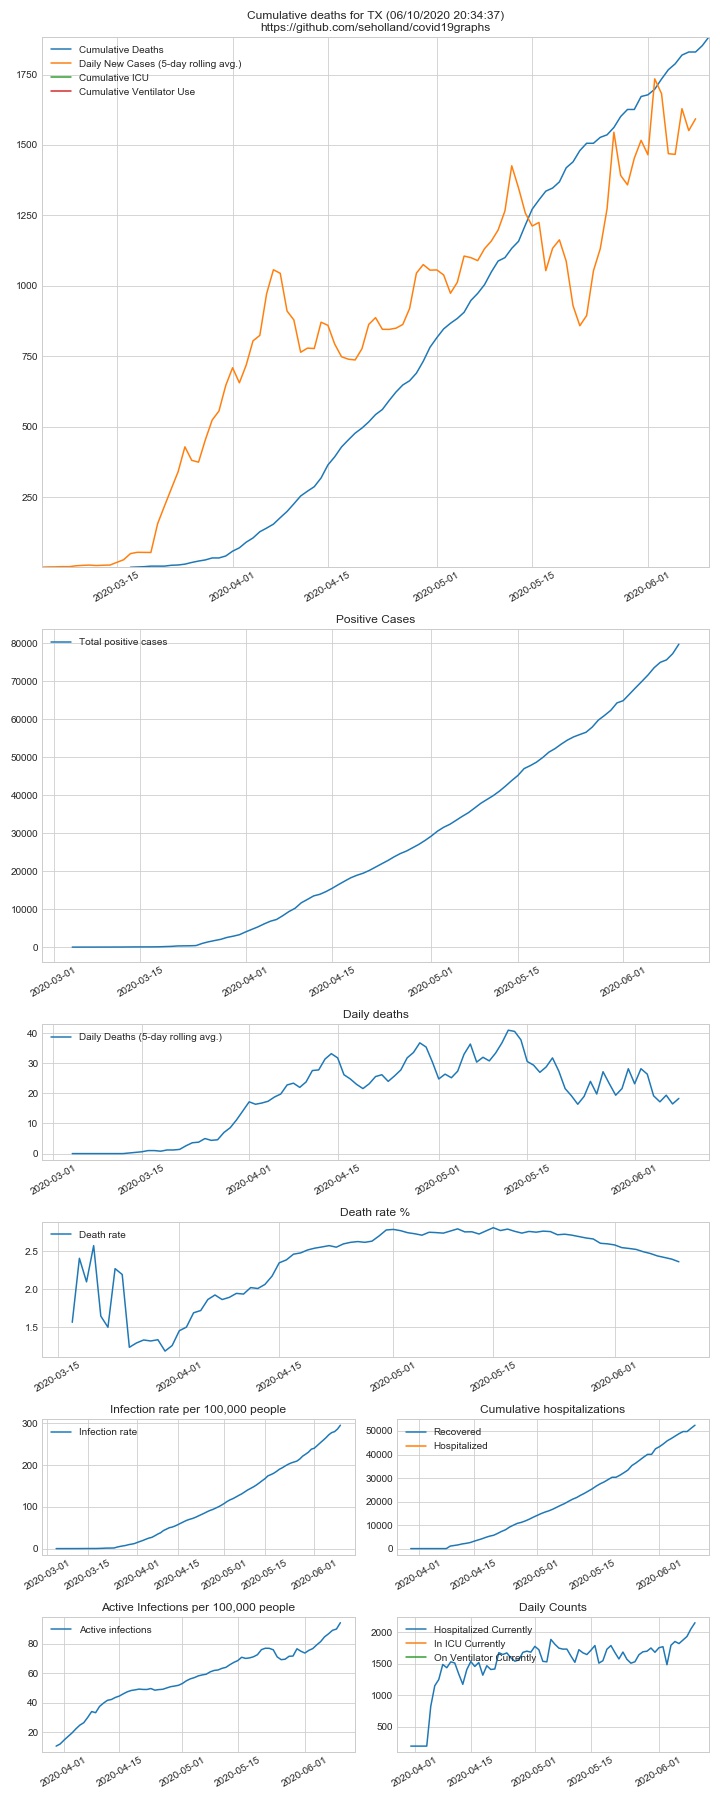 Cumulative deaths for TX (06/10/2020 20:34:37)
https://github.com/seholland/covid19graphs
Cumulative Deaths
Daily New Cases (5-day rolling avg.)
Cumulative ICU
Cumulative Ventilator Use
1750
1500
1250
1000
750
500
250
2020-03-15 2020-04-01 2020-04-15 2020-05-01 2020-05-15 2020-06-01
Positive Cases
Total positive cases
80000
70000
60000
50000
40000
30000
20000
10000
0
2020-03-01 2020-03-15 2020-04-01 2020-04-15 2020-05-01 2020-05-15 2020-06-01
Daily deaths
Daily Deaths (5-day rolling avg.)
40
30
20
10
0
2020-03-01 2020-03-15 2020-04-01 2020-04-15 2020-05-01 2020-05-15 2020-06-01
Death rate %
Death rate
2.5
2.0
1.5
2020-03-15 2020-04-01 2020-04-15 2020-05-01 2020-05-15 2020-06-01
Infection rate per 100,000 people
Infection rate
300
200
100
0
2020-03-01 2020-03-15 2020-04-01 2020-04-15 2020-05-01 2020-05-15 2020-06-01
Cumulative hospitalizations
Recovered
Hospitalized
50000
40000
30000
20000
10000
0
2020-04-01 2020-04-15 2020-05-01 2020-05-15 2020-06-01
Active Infections per 100,000 people
Active infections
80
60
40
20
2020-04-01 2020-04-15 2020-05-01 2020-05-15 2020-06-01
Daily Counts
Hospitalized Currently
In ICU Currently
On Ventilator Currently
2000
1500
1000
500
2020-04-01 2020-04-15 2020-05-01 2020-05-15 2020-06-01